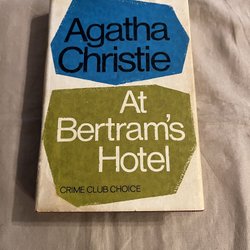 Agatha
Christie
At
Bertram's
Hotel
CRIME CLUB CHOICE